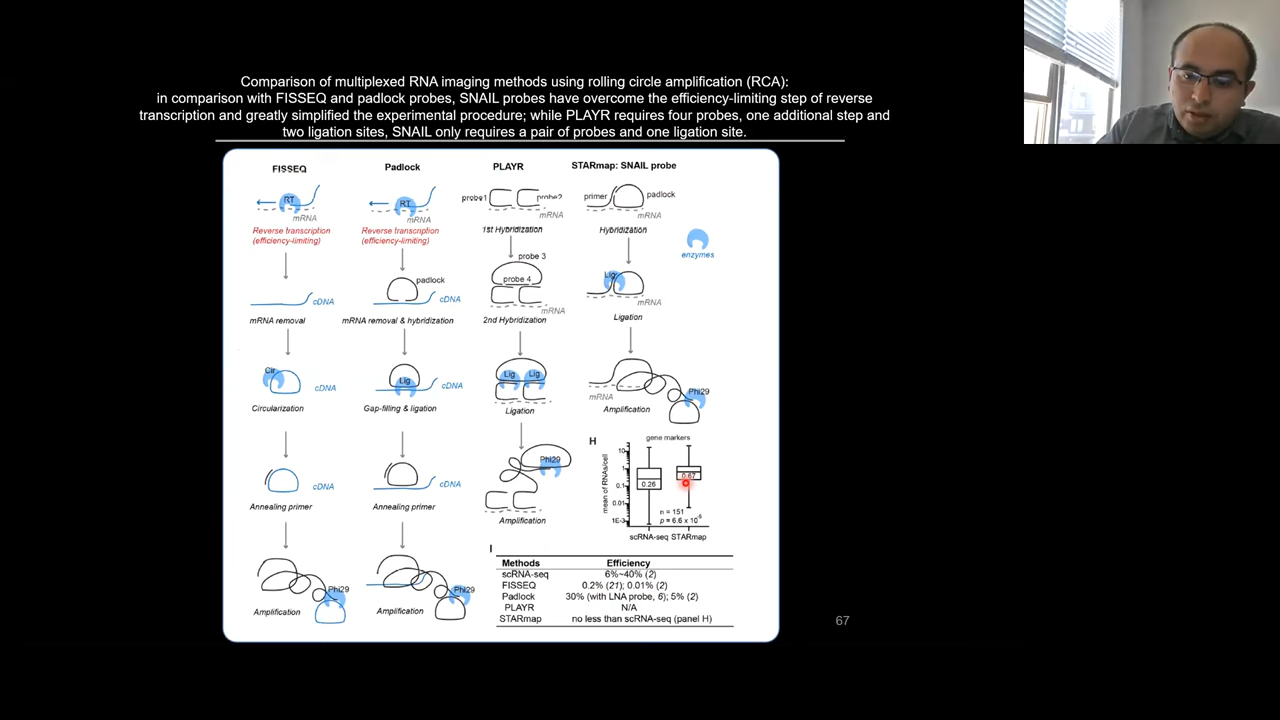 Comparison of multiplexed RNA imaging methods using rolling circle amplification (RCA):
in comparison with FISSEQ and padlock probes, SNAIL probes have overcome the efficiency-limiting step of reverse
transcription and greatly simplified the experimental procedure; while PLAYR requires four probes, one additional step and
two ligation sites, SNAIL only requires a pair of probes and one ligation site.
FISSEQ
RT
mRNA
Reverse transcription
(efficiency-limiting)
cDNA
mRNA removal
Cir
cDNA
Circularization
cDNA
Annealing primer
Phi29
Amplification
Padlock
RT
mRNA
Reverse transcription
(efficiency-limiting)
padlock
cDNA
mRNA removal & hybridization
Lig
cDNA
Gap-filling & ligation
cDNA
Annealing primer
Phi29
Amplification
PLAYR
probe1
probe2
mRNA
1st Hybridization
probe 3
probe 4
mRNA
2nd Hybridization
Lig Lig
Ligation
Phi29
Amplification
STARmap: SNAIL probe
primer
padlock
mRNA
Hybridization
enzymes
Lig
mRNA
Ligation
mRNA
Phi29
Amplification
H
gene markers
mean of RNAs/cell
10
1
0.1
0.01
1E-3
0.26
0.67
n = 151
p = 6.6 x 10-5
scRNA-seq STARmap
I
Methods Efficiency
scRNA-seq 6%~40% (2)
FISSEQ 0.2% (21); 0.01% (2)
Padlock 30% (with LNA probe, 6); 5% (2)
PLAYR N/A
STARmap no less than scRNA-seq (panel H)
67